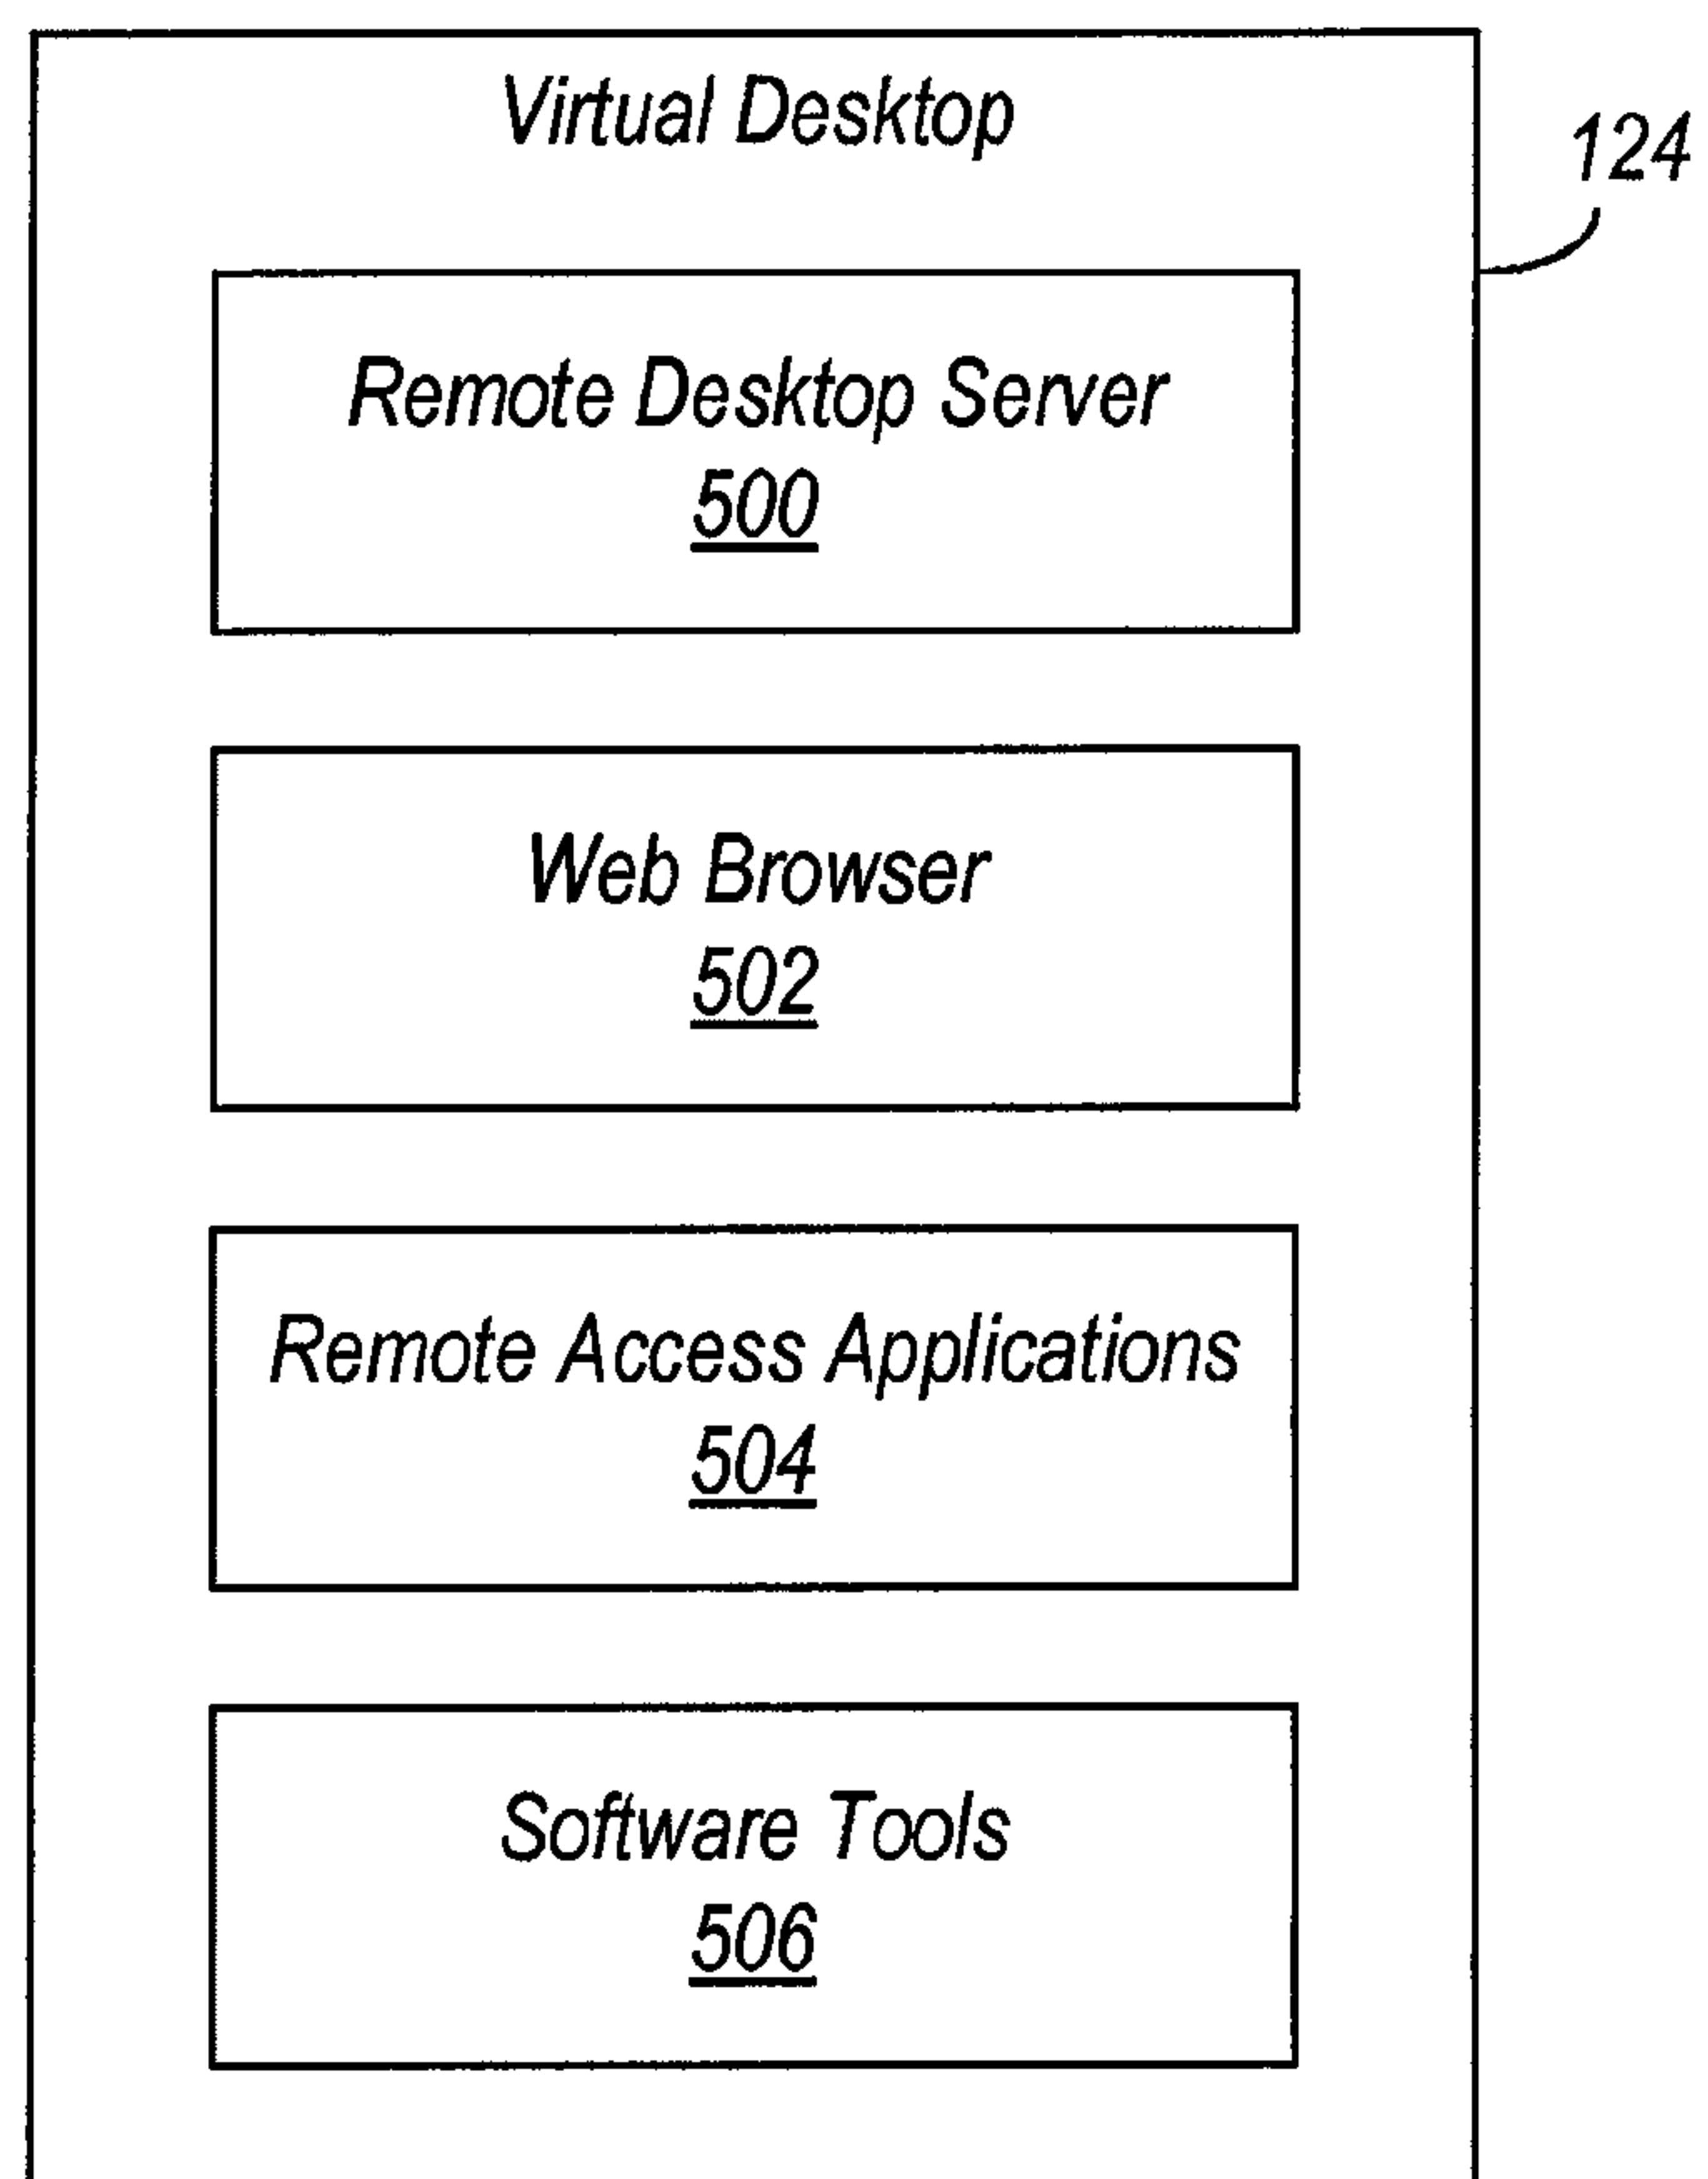 Virtual Desktop
124
Remote Desktop Server
500
Web Browser
502
Remote Access Applications
504
Software Tools
506